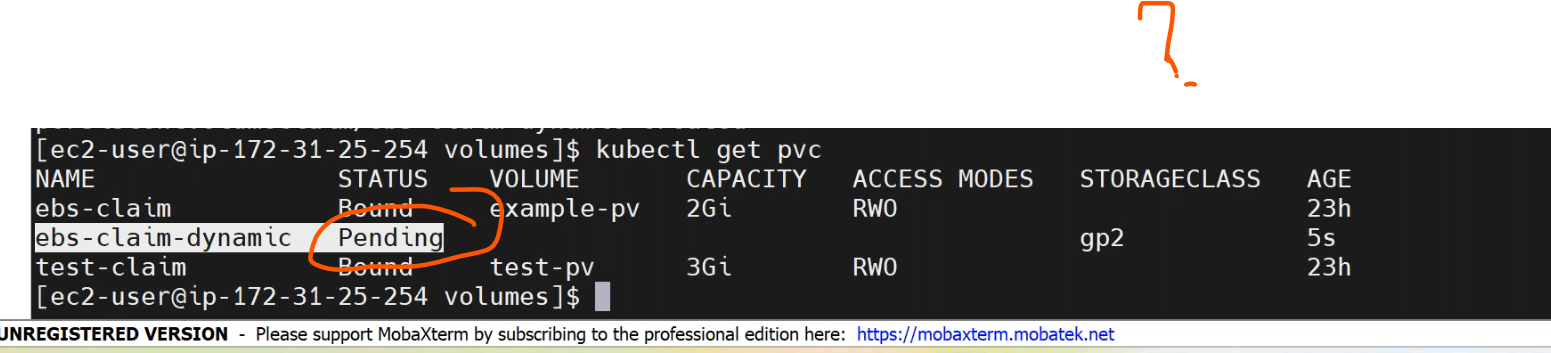 [ec2-user@ip-172-31-25-254 volumes]$ kubectl get pvc
NAME STATUS VOLUME CAPACITY ACCESS MODES STORAGECLASS AGE
ebs-claim Bound example-pv 2Gi RWO 23h
ebs-claim-dynamic Pending gp2 5s
test-claim Bound test-pv 3Gi RWO 23h
[ec2-user@ip-172-31-25-254 volumes]$
UNREGISTERED VERSION - Please support MobaXterm by subscribing to the professional edition here: https://mobaxterm.mobatek.net